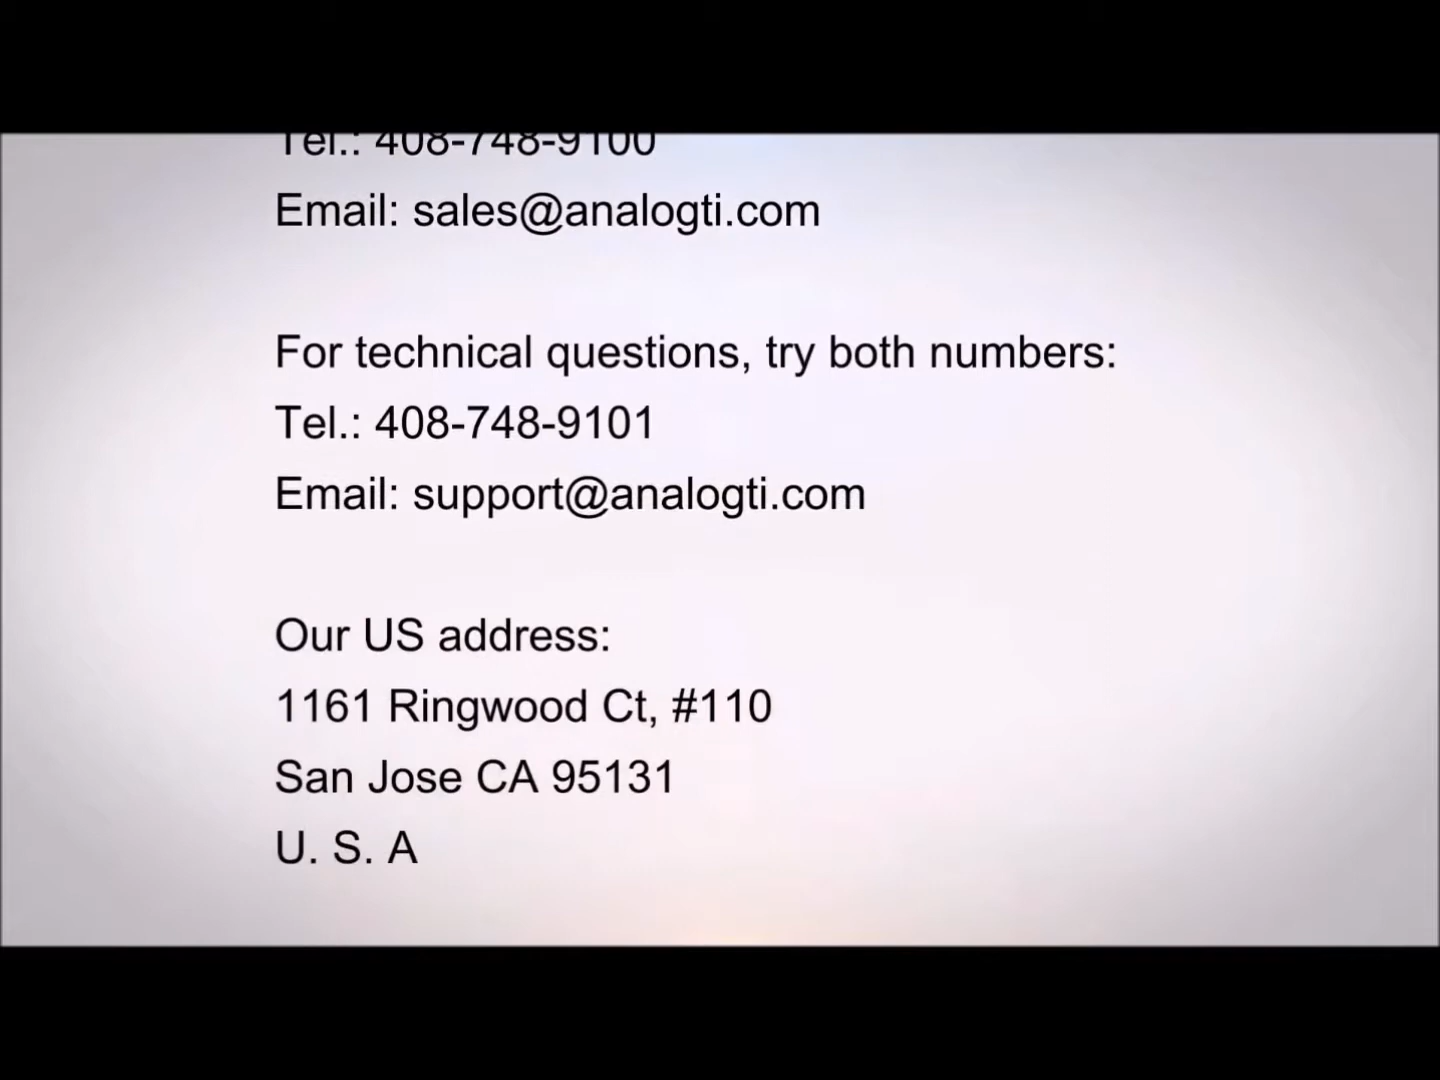 Tel.: 408-748-9100
Email: sales@analogti.com
For technical questions, try both numbers:
Tel.: 408-748-9101
Email: support@analogti.com
Our US address:
1161 Ringwood Ct, #110
San Jose CA 95131
U. S. A